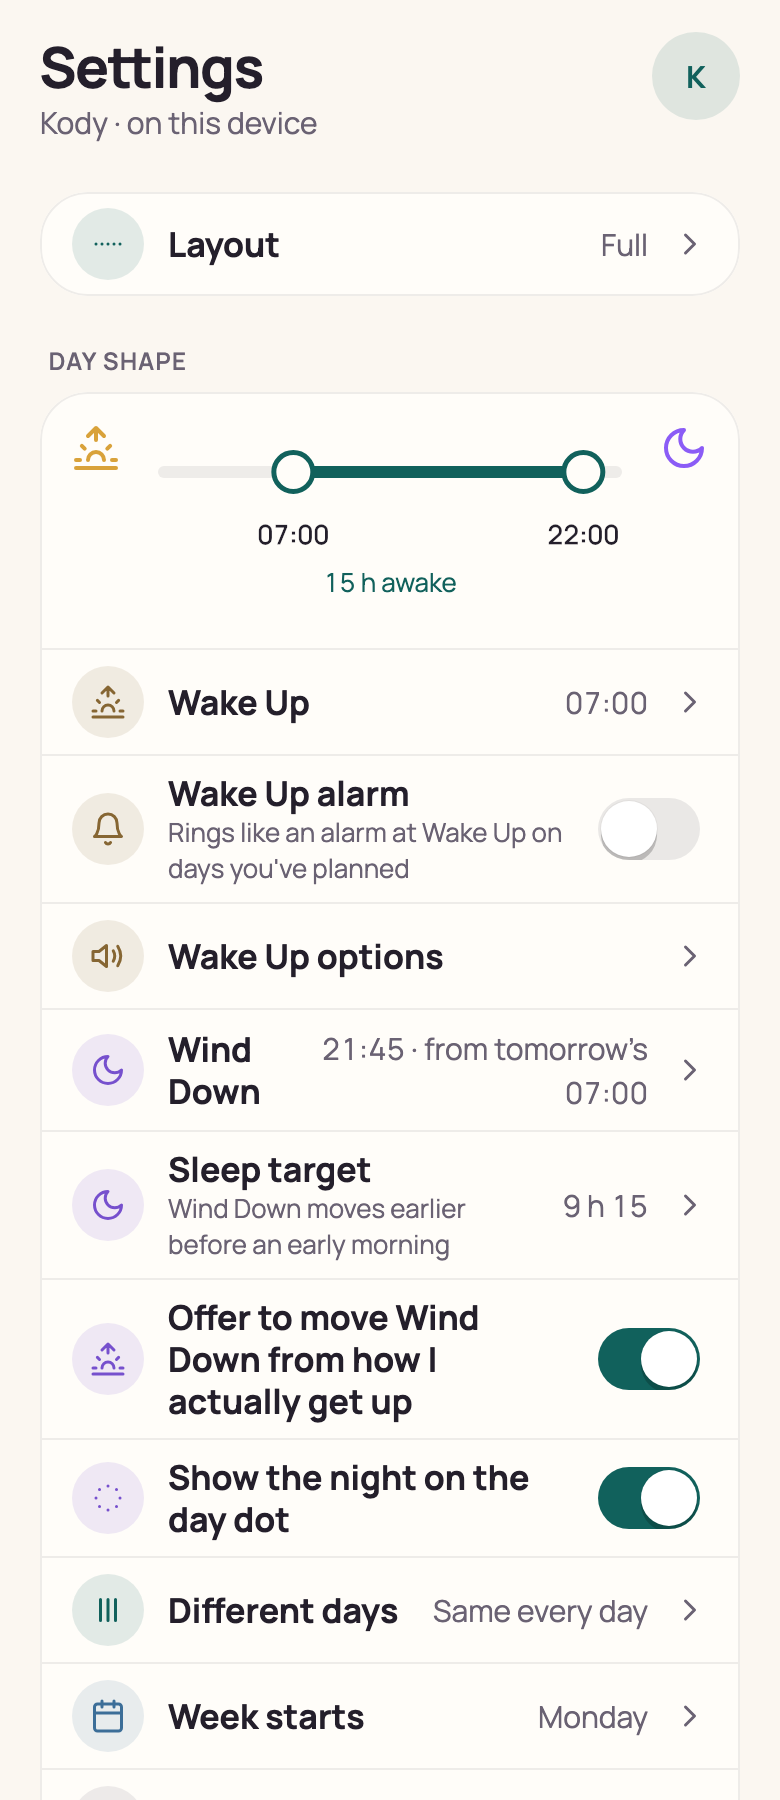 Settings
K
Kody · on this device
Layout
Full
DAY SHAPE
07:00
22:00
15 h awake
Wake Up
07:00
Wake Up alarm
Rings like an alarm at Wake Up on
days you've planned
Wake Up options
Wind
Down
21:45 · from tomorrow’s
07:00
Sleep target
Wind Down moves earlier
before an early morning
9 h 15
Offer to move Wind
Down from how I
actually get up
Show the night on the
day dot
Different days
Same every day
Week starts
Monday